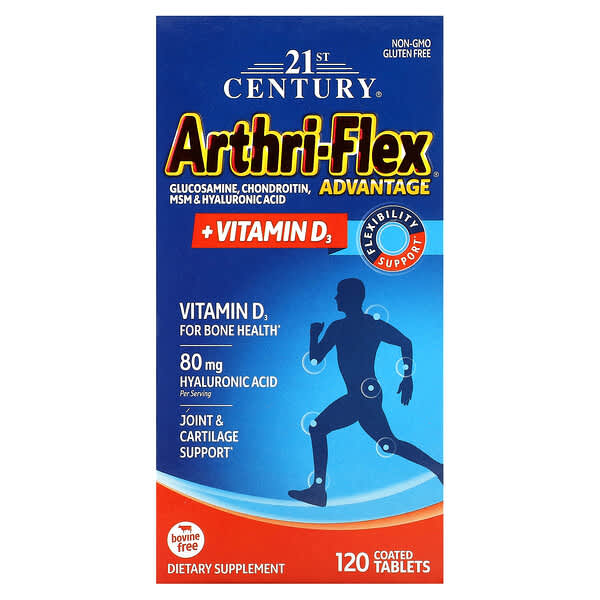 NON-GMO
GLUTEN FREE
21ST
CENTURY®
Arthri-Flex®
ADVANTAGE
GLUCOSAMINE, CHONDROITIN,
MSM & HYALURONIC ACID
+ VITAMIN D3
FLEXIBILITY
SUPPORT*
VITAMIN D3
FOR BONE HEALTH*
80 mg
HYALURONIC ACID
Per Serving
JOINT &
CARTILAGE
SUPPORT*
bovine
free
DIETARY SUPPLEMENT
120 COATED
TABLETS